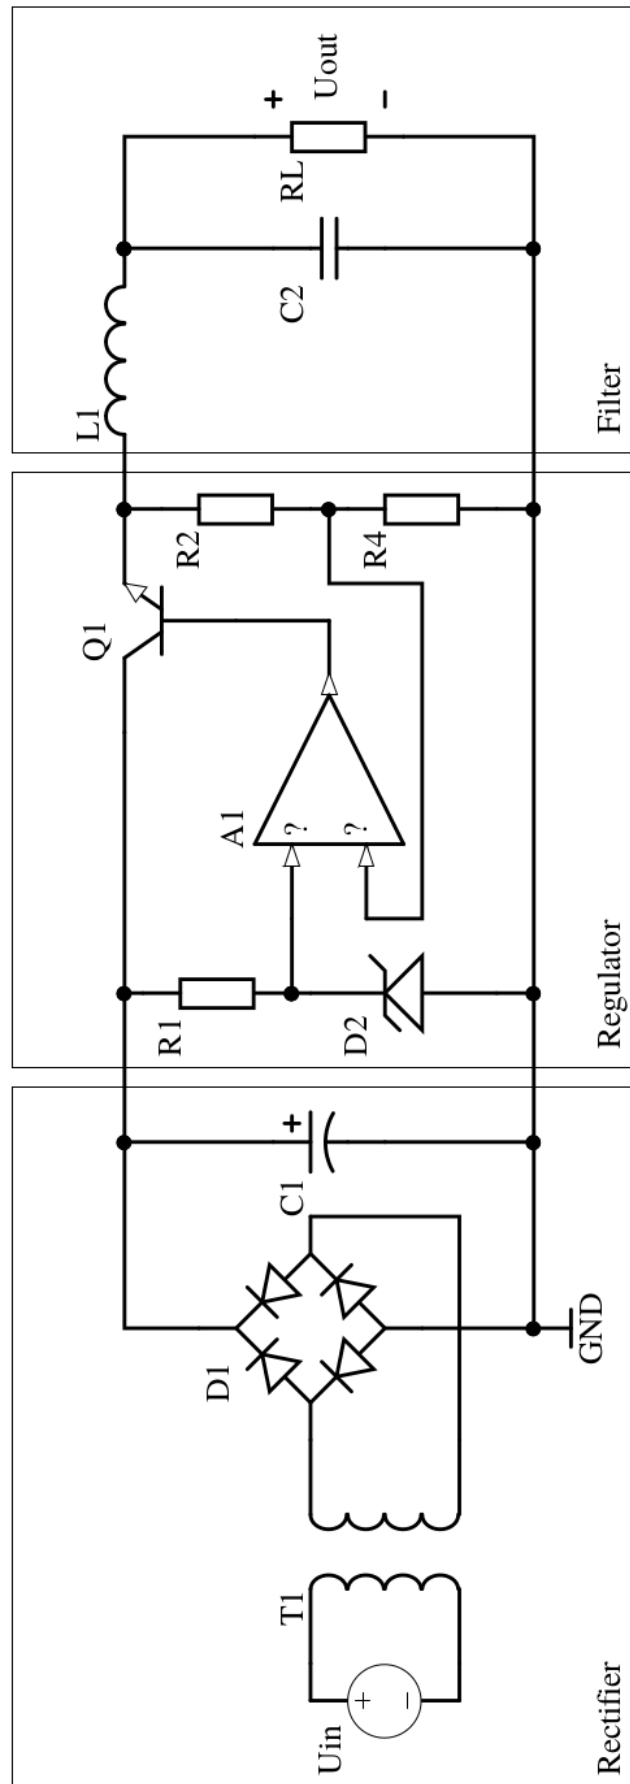 Uin
+
−
T1
D1
C1
+
GND
Rectifier
R1
D2
A1
?
?
Q1
R2
R4
Regulator
L1
C2
RL
+
Uout
−
Filter